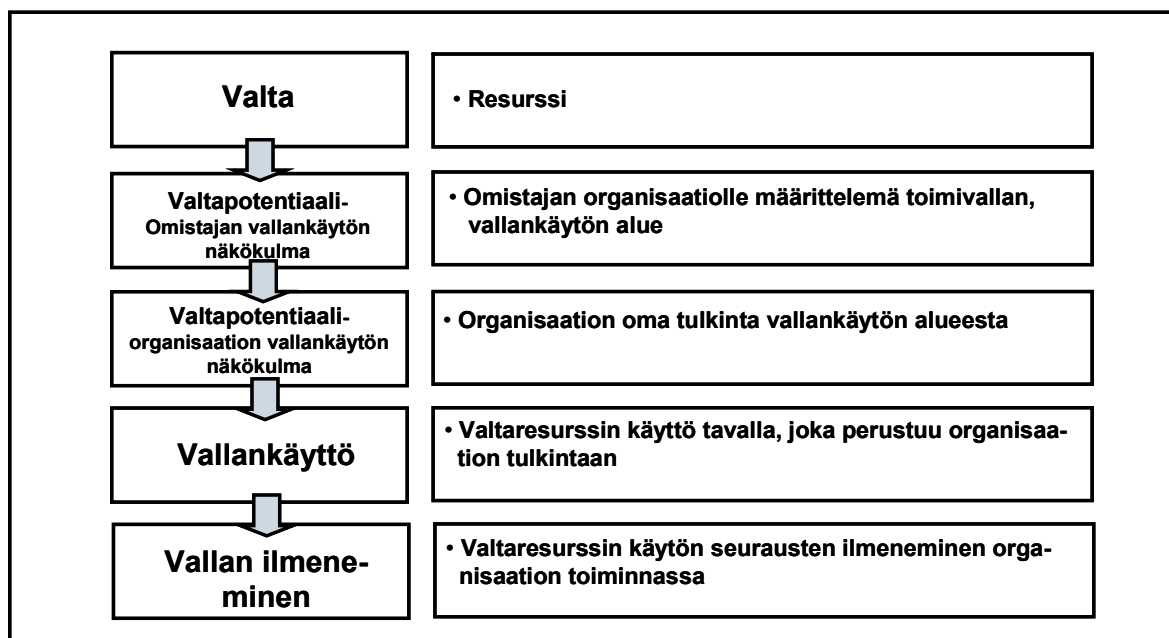 Valta
• Resurssi
Valtapotentiaali-
Omistajan vallankäytön
näkökulma
• Omistajan organisaatiolle määrittelemä toimivallan,
vallankäytön alue
Valtapotentiaali-
organisaation vallankäytön
näkökulma
• Organisaation oma tulkinta vallankäytön alueesta
Vallankäyttö
• Valtaresurssin käyttö tavalla, joka perustuu organisaa-
tion tulkintaan
Vallan ilmene-
minen
• Valtaresurssin käytön seurausten ilmeneminen orga-
nisaation toiminnassa